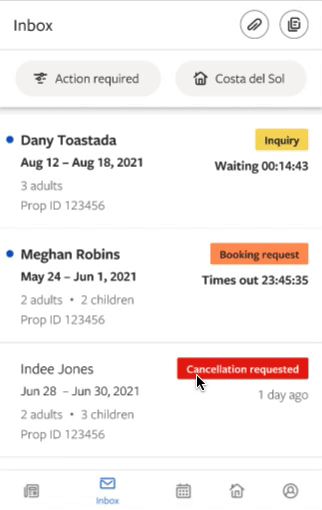 Inbox
Action required
Costa del Sol
Dany Toastada
Inquiry
Aug 12 – Aug 18, 2021
Waiting 00:14:43
3 adults
Prop ID 123456
Meghan Robins
Booking request
May 24 – Jun 1, 2021
Times out 23:45:35
2 adults • 2 children
Prop ID 123456
Indee Jones
Cancellation requested
Jun 28 – Jun 30, 2021
1 day ago
2 adults • 3 children
Prop ID 123456
Inbox